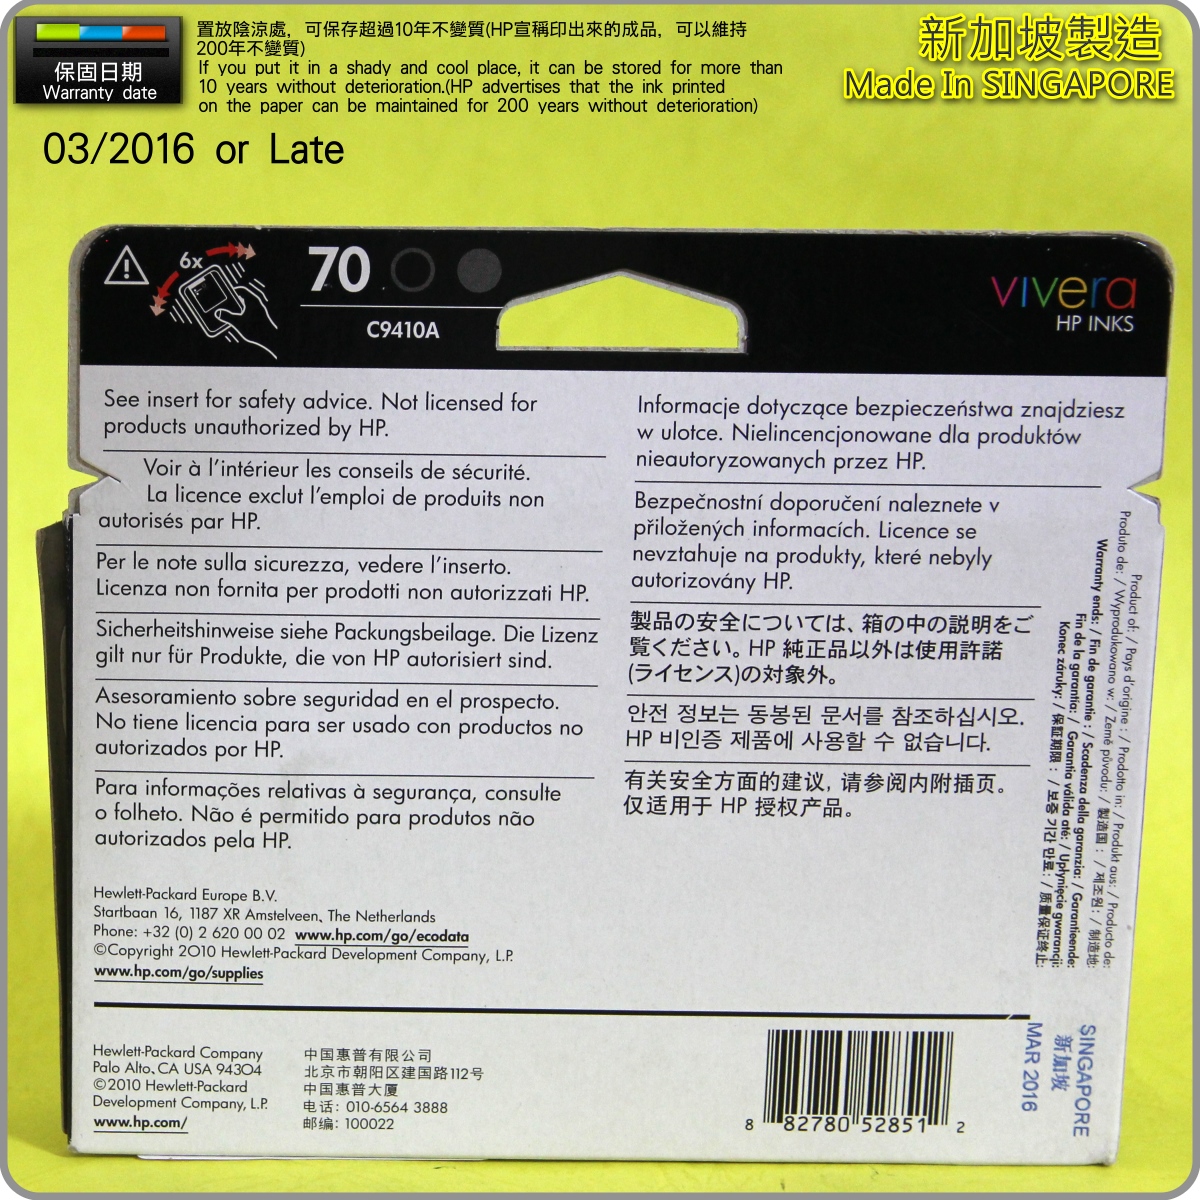 保固日期
Warranty date
置放陰涼處，可保存超過10年不變質(HP宣稱印出來的成品，可以維持
200年不變質)
If you put it in a shady and cool place, it can be stored for more than
10 years without deterioration.(HP advertises that the ink printed
on the paper can be maintained for 200 years without deterioration)
新加坡製造
Made In SINGAPORE
03/2016 or Late
6x
70
C9410A
vivera
HP INKS
See insert for safety advice. Not licensed for
products unauthorized by HP.
Voir à l'intérieur les conseils de sécurité.
La licence exclut l'emploi de produits non
autorisés par HP.
Per le note sulla sicurezza, vedere l'inserto.
Licenza non fornita per prodotti non autorizzati HP.
Sicherheitshinweise siehe Packungsbeilage. Die Lizenz
gilt nur für Produkte, die von HP autorisiert sind.
Asesoramiento sobre seguridad en el prospecto.
No tiene licencia para ser usado con productos no
autorizados por HP.
Para informações relativas à segurança, consulte
o folheto. Não é permitido para produtos não
autorizados pela HP.
Informacje dotyczące bezpieczeństwa znajdziesz
w ulotce. Nielincencjonowane dla produktów
nieautoryzowanych przez HP.
Bezpečnostní doporučení naleznete v
přiložených informacích. Licence se
nevztahuje na produkty, které nebyly
autorizovány HP.
製品の安全については、箱の中の説明をご
覧ください。HP 純正品以外は使用許諾
(ライセンス)の対象外。
안전 정보는 동봉된 문서를 참조하십시오.
HP 비인증 제품에 사용할 수 없습니다.
有关安全方面的建议, 请参阅内附插页。
仅适用于 HP 授权产品。
Product of: / Pays d'origine : / Prodotto in: / Produkt aus: / Producto de:
Produto de: / Wyprodukowano w: / Země původu: / 製造国 : / 제조원: / 制造地:
Warranty ends: / Fin de garantie : / Scadenza della garanzia: / Garantieende:
Fin de la garantía: / Garantia válida até: / Upłynięcie gwarancji:
Konec záruky: / 保証期限 : / 보증 기간 만료: / 质量保证终止:
Hewlett-Packard Europe B.V.
Startbaan 16, 1187 XR Amstelveen, The Netherlands
Phone: +32 (0) 2 620 00 02 www.hp.com/go/ecodata
©Copyright 2010 Hewlett-Packard Development Company, L.P.
www.hp.com/go/supplies
Hewlett-Packard Company
Palo Alto, CA USA 94304
©2010 Hewlett-Packard
Development Company, L.P.
www.hp.com/
中国惠普有限公司
北京市朝阳区建国路112号
中国惠普大厦
电话: 010-6564 3888
邮编: 100022
8 82780 52851 2
SINGAPORE
新加坡
MAR 2016